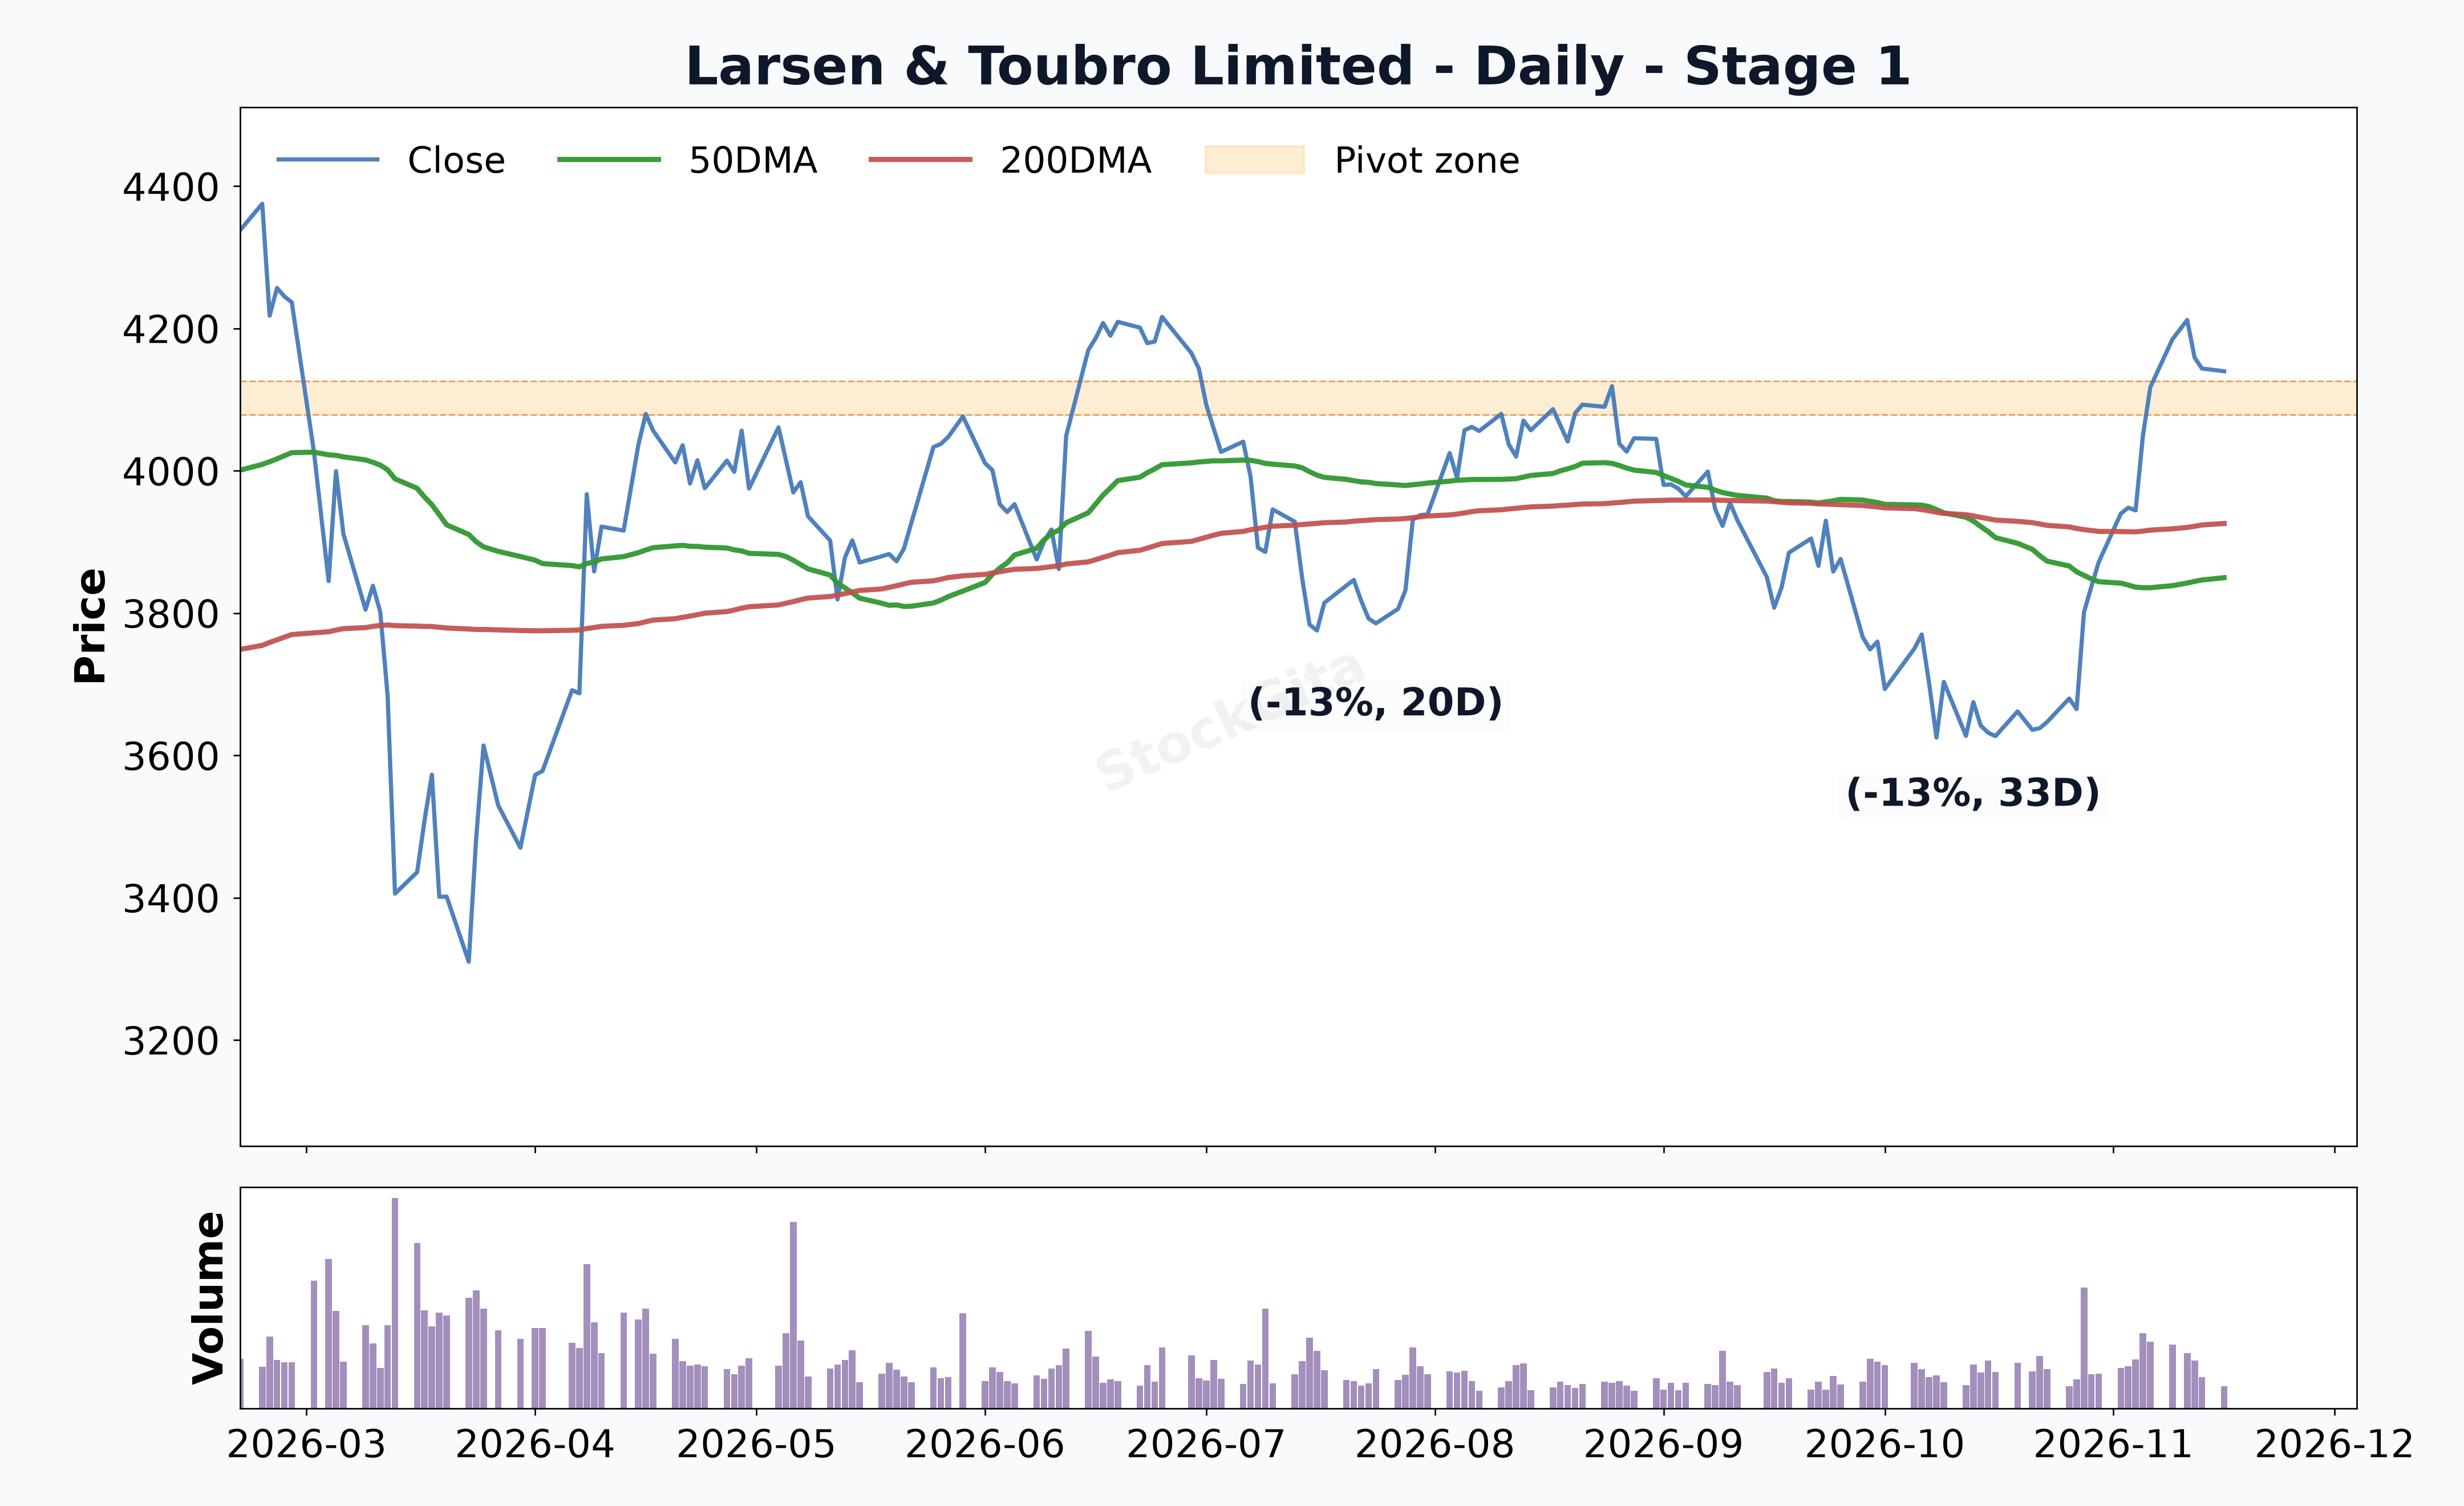 Larsen & Toubro Limited - Daily - Stage 1
Close 50DMA 200DMA Pivot zone
Price
4400
4200
4000
3800
3600
3400
3200
StockGita
(-13%, 20D)
(-13%, 33D)
Volume
2026-03 2026-04 2026-05 2026-06 2026-07 2026-08 2026-09 2026-10 2026-11 2026-12